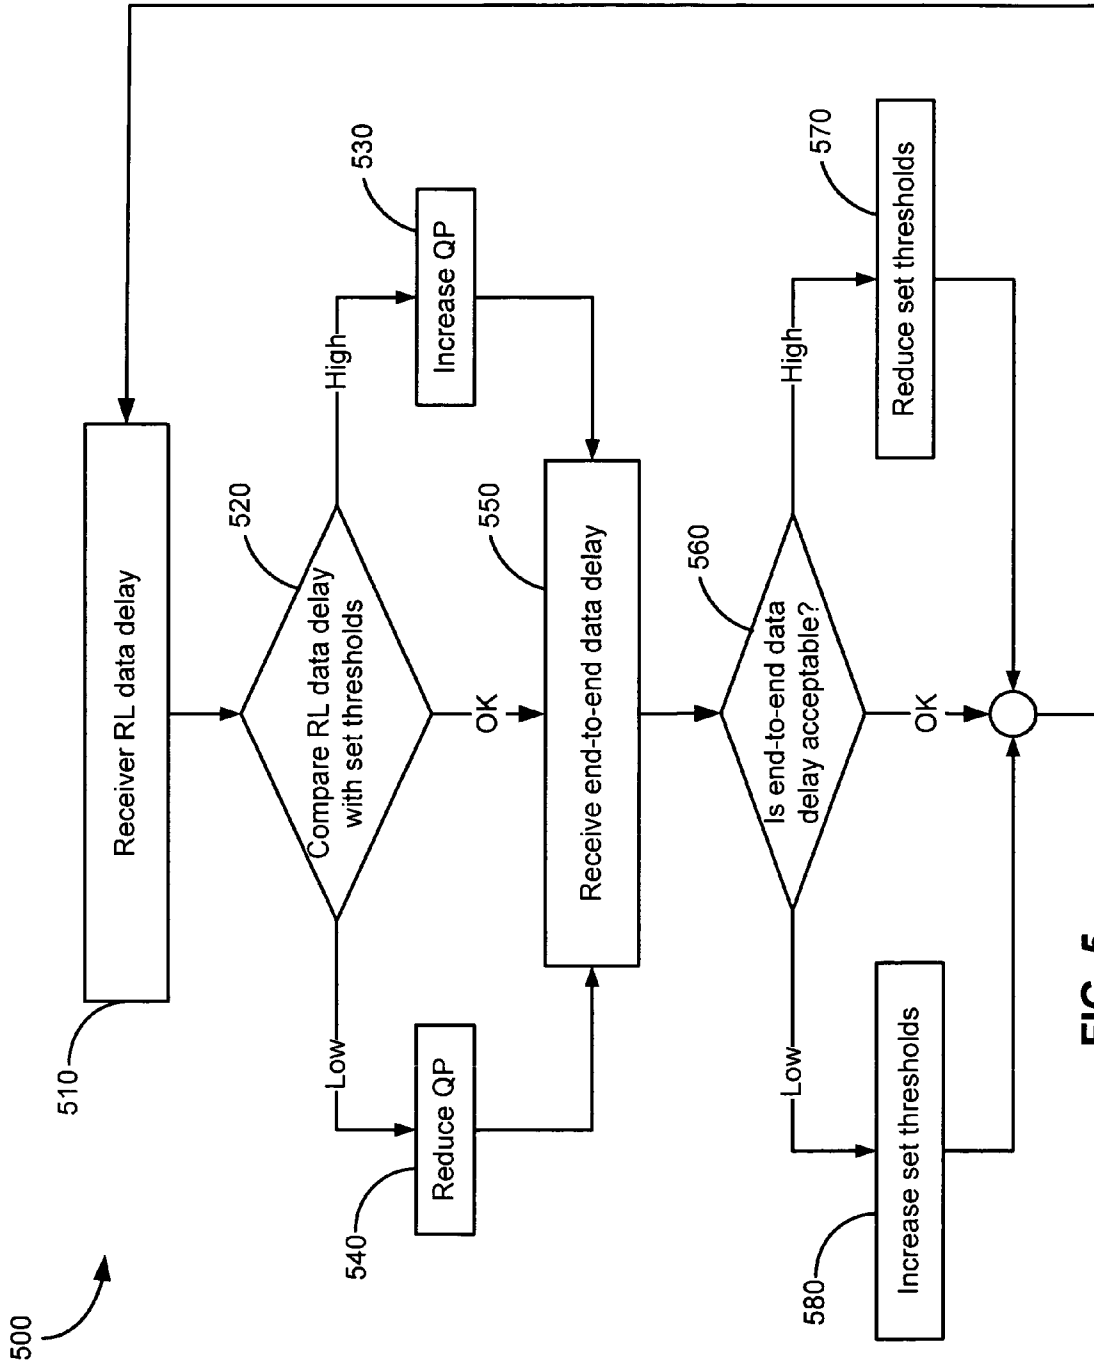 500
510
Receiver RL data delay
520
Compare RL data delay
with set thresholds
Low
High
OK
540
Reduce QP
530
Increase QP
550
Receive end-to-end data delay
560
Is end-to-end data
delay acceptable?
Low
High
OK
580
Increase set thresholds
570
Reduce set thresholds